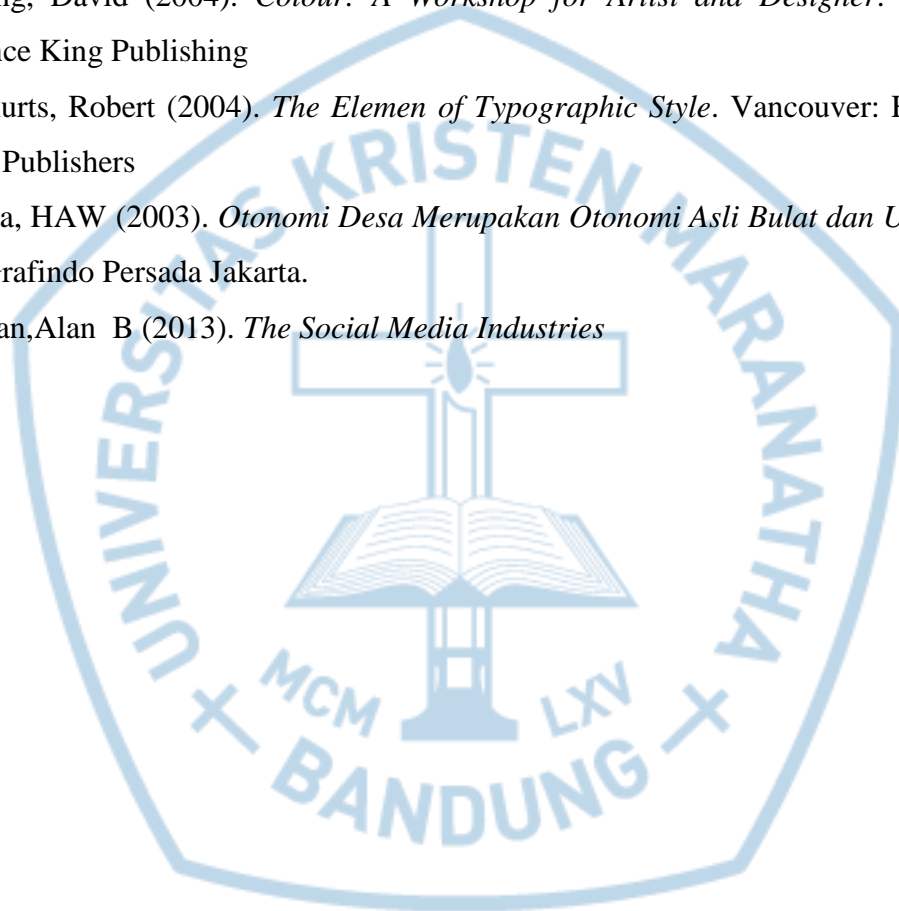 ng, David (2004). Colour: A Workshop for Artist and Designer.
nce King Publishing
urts, Robert (2004). The Elemen of Typographic Style. Vancouver: H
Publishers
a, HAW (2003). Otonomi Desa Merupakan Otonomi Asli Bulat dan U
Grafindo Persada Jakarta.
an,Alan B (2013). The Social Media Industries
UNIVERSITAS KRISTEN MARANATHA
MCM LXV
BANDUNG